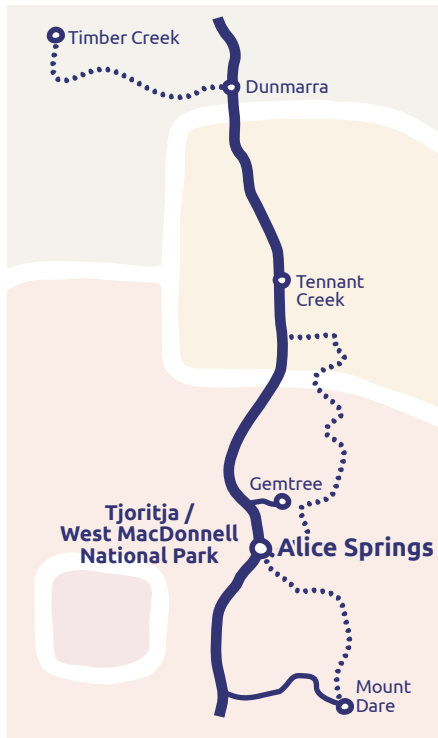 Timber Creek
Dunmarra
Tennant
Creek
Gemtree
Tjoritja /
West MacDonnell
National Park
Alice Springs
Mount
Dare